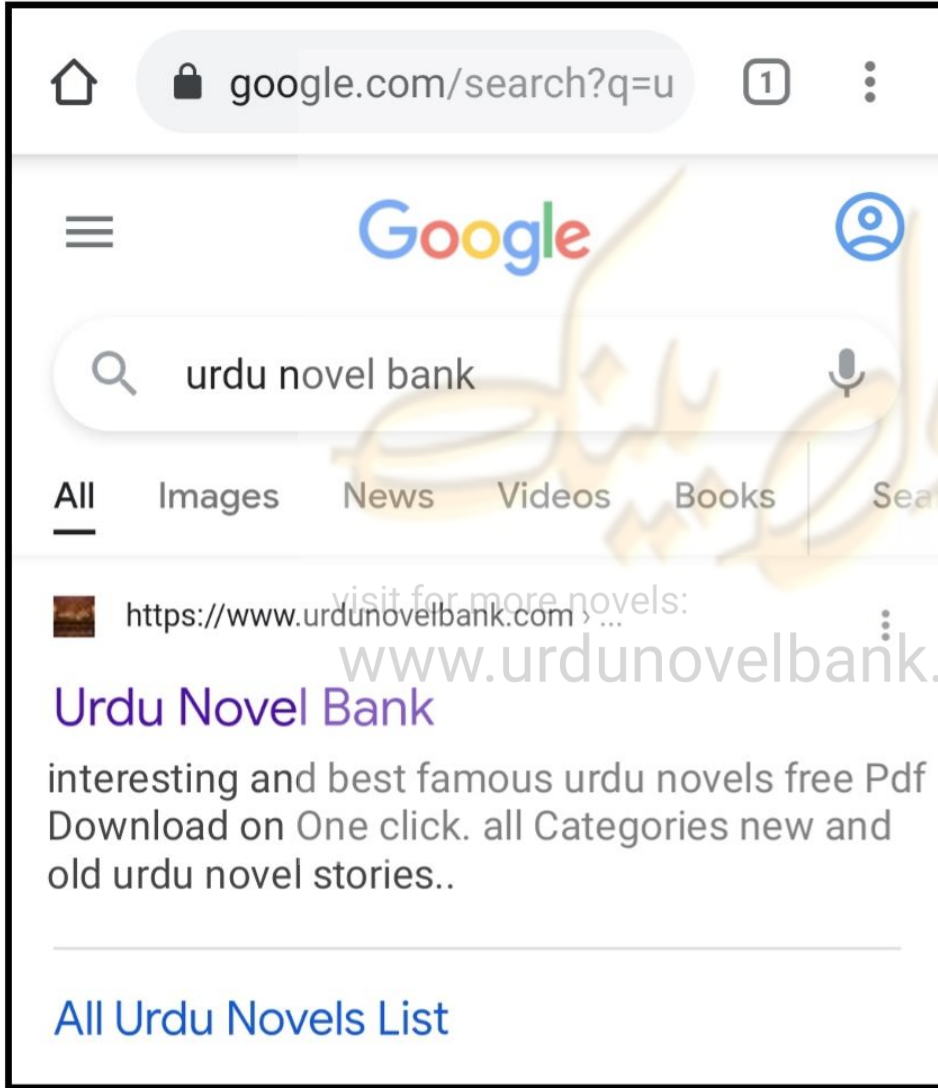 google.com/search?q=u
1
Google
urdu novel bank
All Images News Videos Books Sea
https://www.urdunovelbank.com › ...
visit for more novels:
www.urdunovelbank.
Urdu Novel Bank
interesting and best famous urdu novels free Pdf
Download on One click. all Categories new and
old urdu novel stories..
All Urdu Novels List